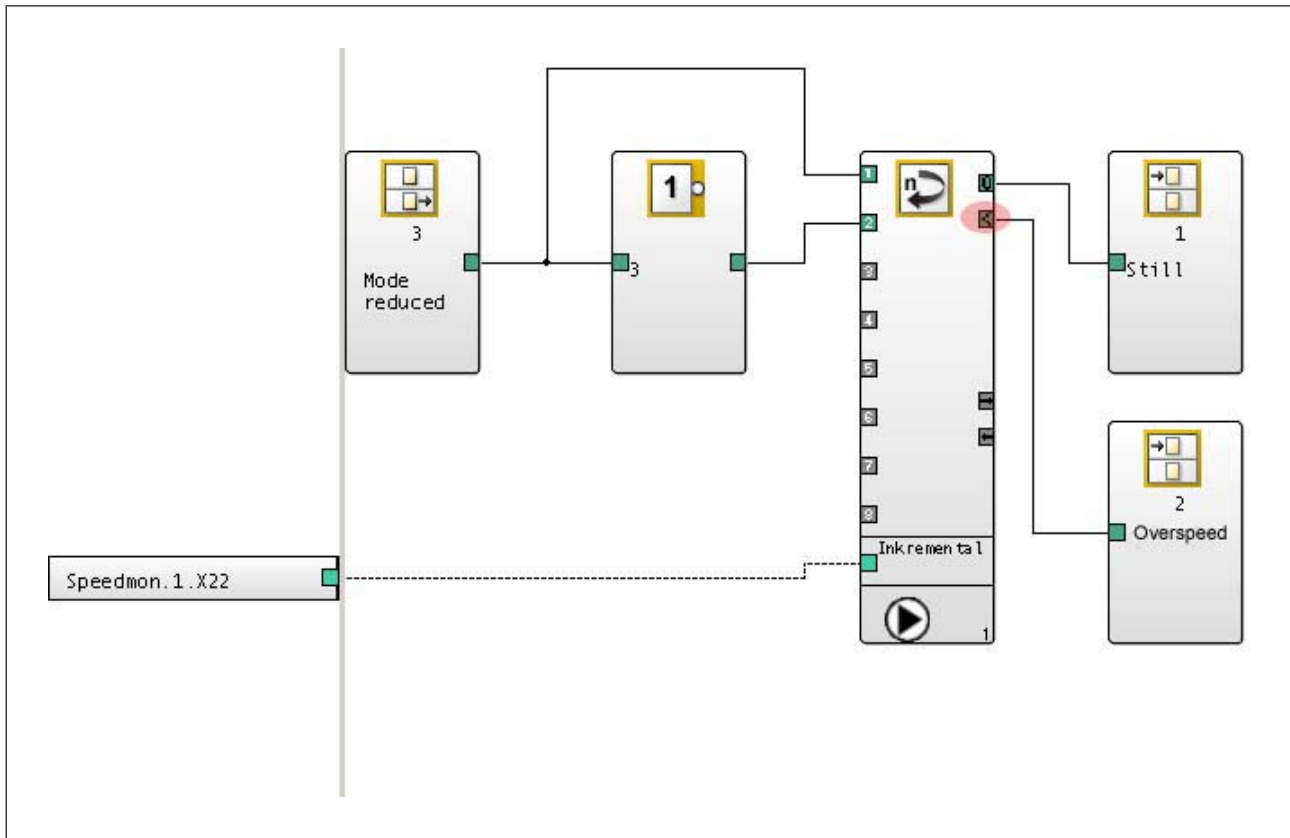 3
Mode
reduced
1
3
n
1
2
3
4
5
6
7
8
0
<
Inkremental
1
1
Still
2
Overspeed
Speedmon.1.X22